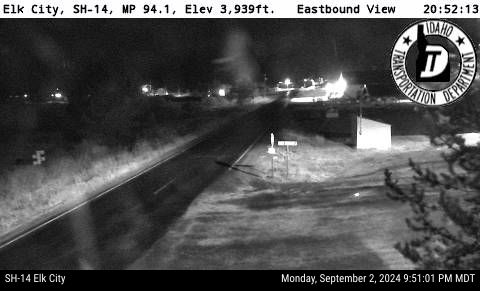 Elk City, SH-14, MP 94.1, Elev 3,939ft. Eastbound View 20:52:13
IDAHO
TRANSPORTATION DEPARTMENT
SH-14 Elk City Monday, September 2, 2024 9:51:01 PM MDT